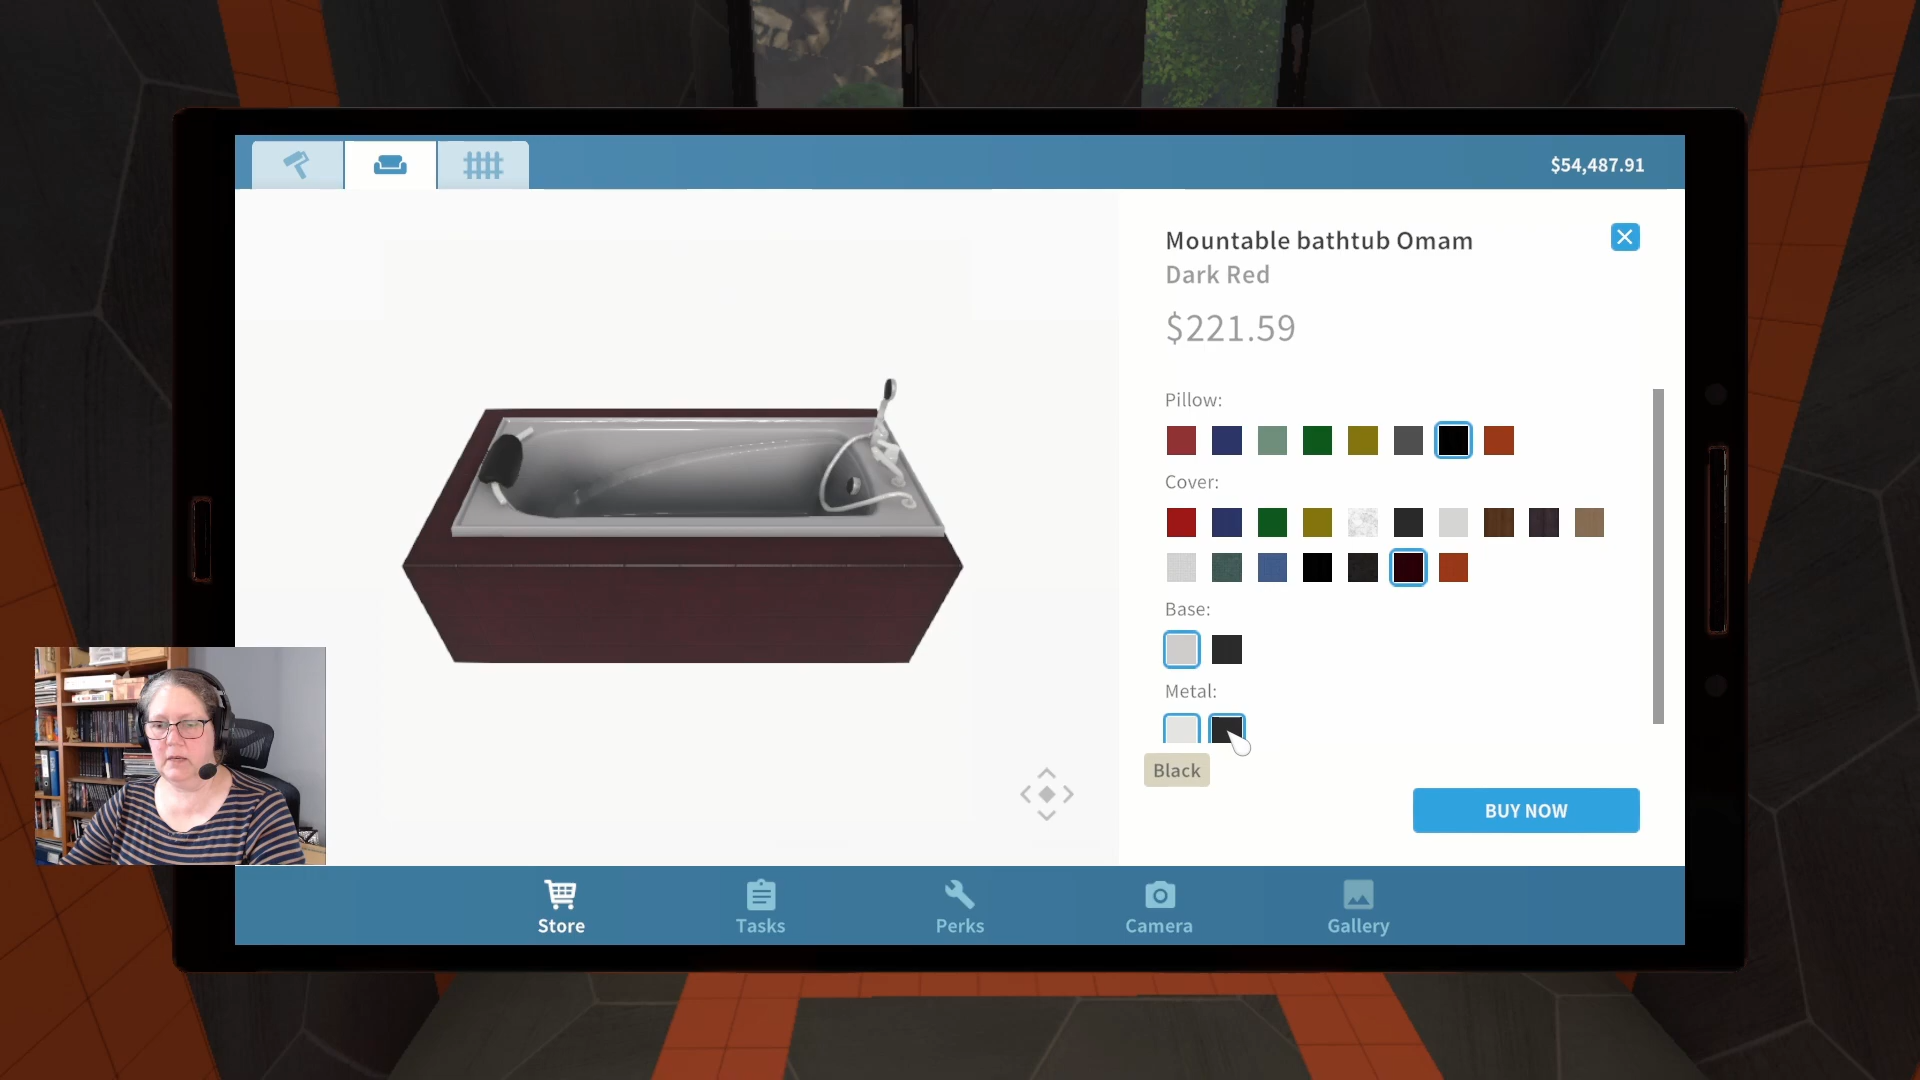 $54,487.91
Mountable bathtub Omam
Dark Red
$221.59
Pillow:
Cover:
Base:
Metal:
Black
BUY NOW
Store
Tasks
Perks
Camera
Gallery